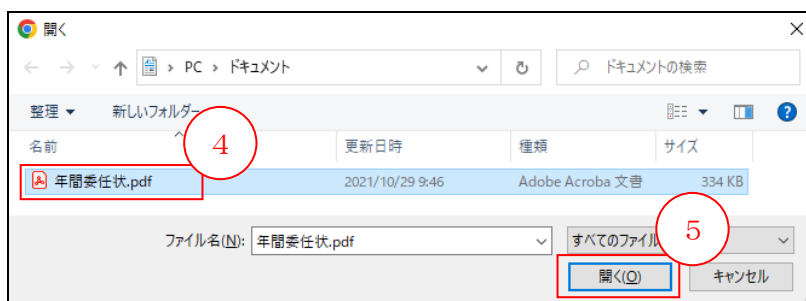 開く
PC › ドキュメント
ドキュメントの検索
整理 新しいフォルダー
名前 更新日時 種類 サイズ
4
年間委任状.pdf 2021/10/29 9:46 Adobe Acroba 文書 334 KB
ファイル名(N): 年間委任状.pdf すべてのファイル
5
開く(O) キャンセル